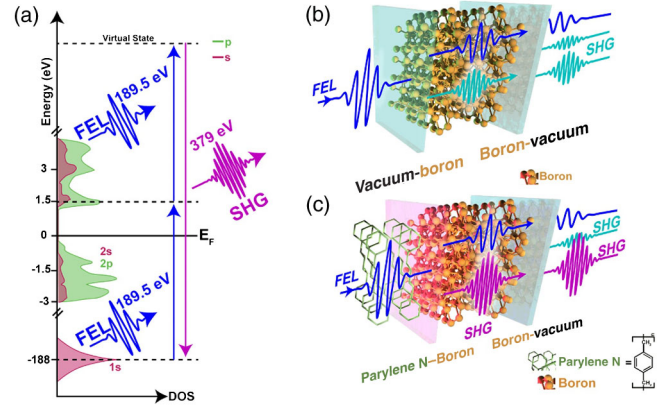 (a)
Virtual State
p
s
Energy (eV)
FEL
189.5 eV
379 eV
SHG
3
1.5
0
E_F
2s
2p
-1.5
-3
FEL
189.5 eV
-188
1s
DOS
(b)
FEL
SHG
Vacuum-boron
Boron-vacuum
Boron
(c)
FEL
SHG
SHG
SHG
Parylene N–Boron
Boron-vacuum
Parylene N =
Boron